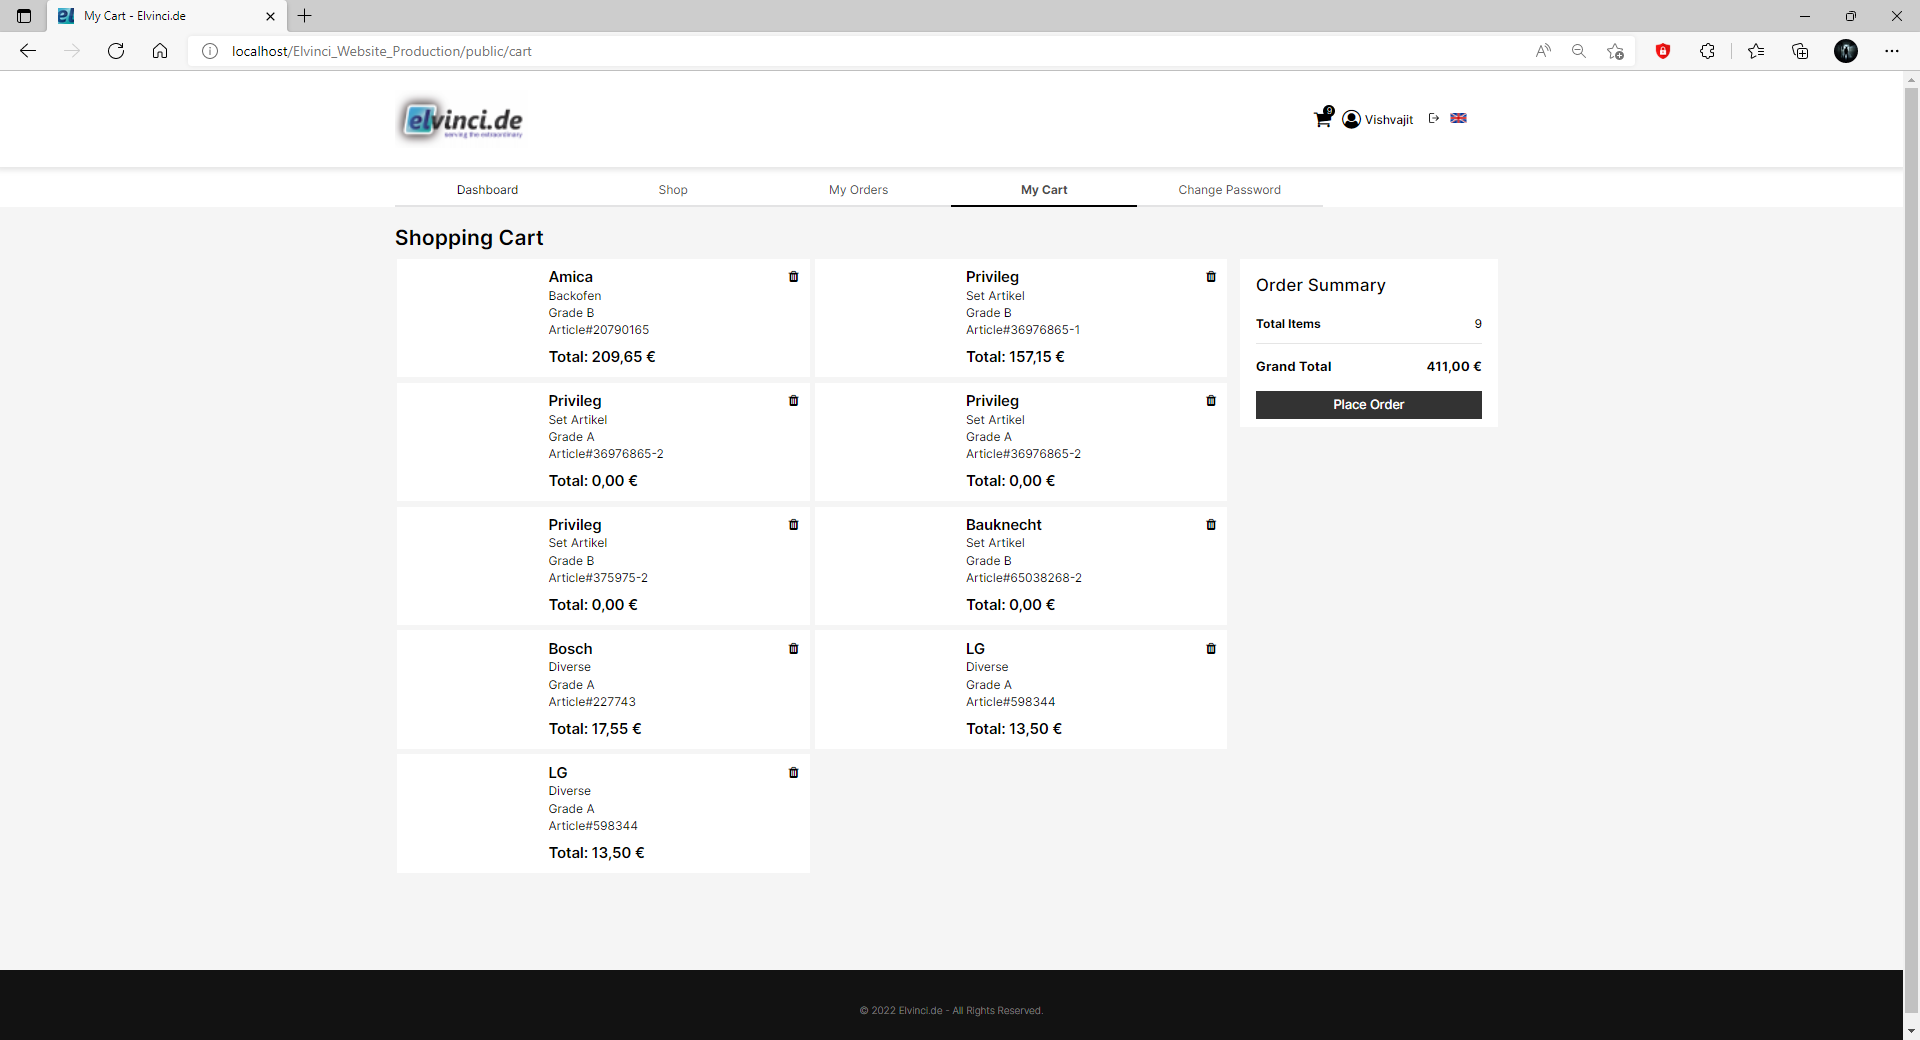 My Cart - Elvinci.de
localhost/Elvinci_Website_Production/public/cart
elvinci.de
serving the extraordinary
9
Vishvajit
Dashboard
Shop
My Orders
My Cart
Change Password
Shopping Cart
Amica
Backofen
Grade B
Article#20790165
Total: 209,65 €
Privileg
Set Artikel
Grade B
Article#36976865-1
Total: 157,15 €
Privileg
Set Artikel
Grade A
Article#36976865-2
Total: 0,00 €
Privileg
Set Artikel
Grade A
Article#36976865-2
Total: 0,00 €
Privileg
Set Artikel
Grade B
Article#375975-2
Total: 0,00 €
Bauknecht
Set Artikel
Grade B
Article#65038268-2
Total: 0,00 €
Bosch
Diverse
Grade A
Article#227743
Total: 17,55 €
LG
Diverse
Grade A
Article#598344
Total: 13,50 €
LG
Diverse
Grade A
Article#598344
Total: 13,50 €
Order Summary
Total Items 9
Grand Total 411,00 €
Place Order
© 2022 Elvinci.de - All Rights Reserved.